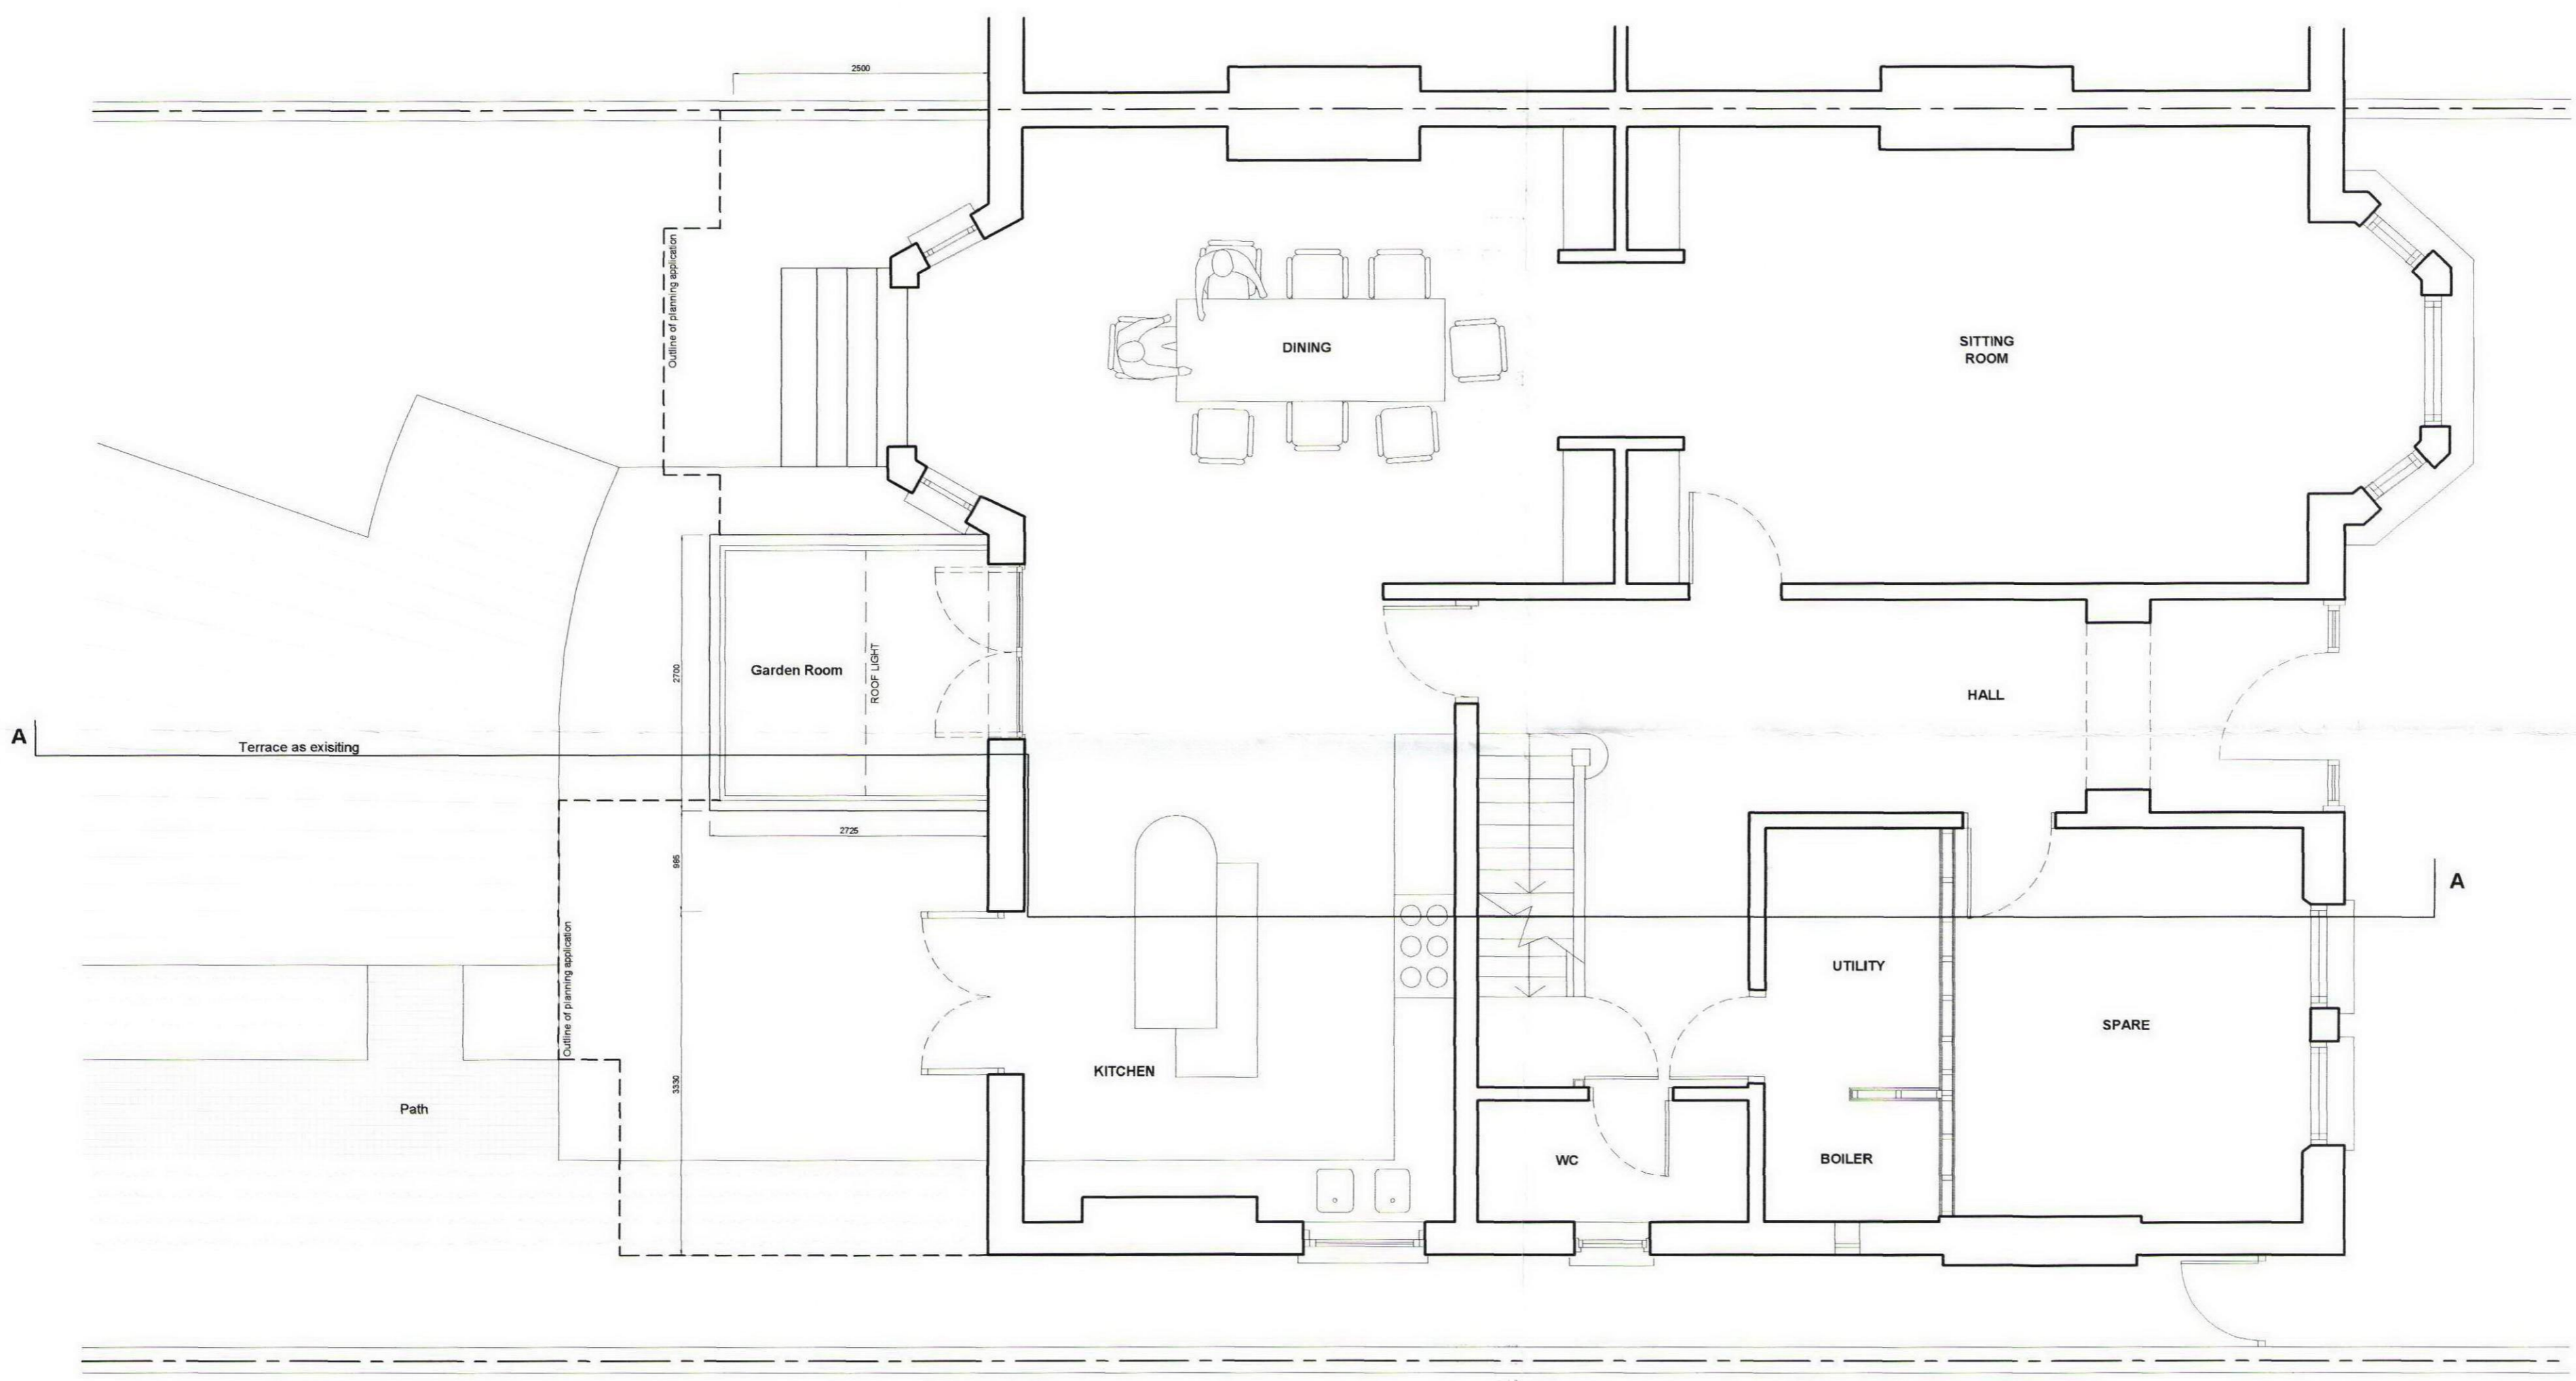 2500
Outline of planning application
DINING
SITTING
ROOM
Garden Room
ROOF LIGHT
2700
HALL
A
Terrace as exisiting
2725
985
A
Outline of planning application
UTILITY
SPARE
KITCHEN
3330
Path
WC
BOILER